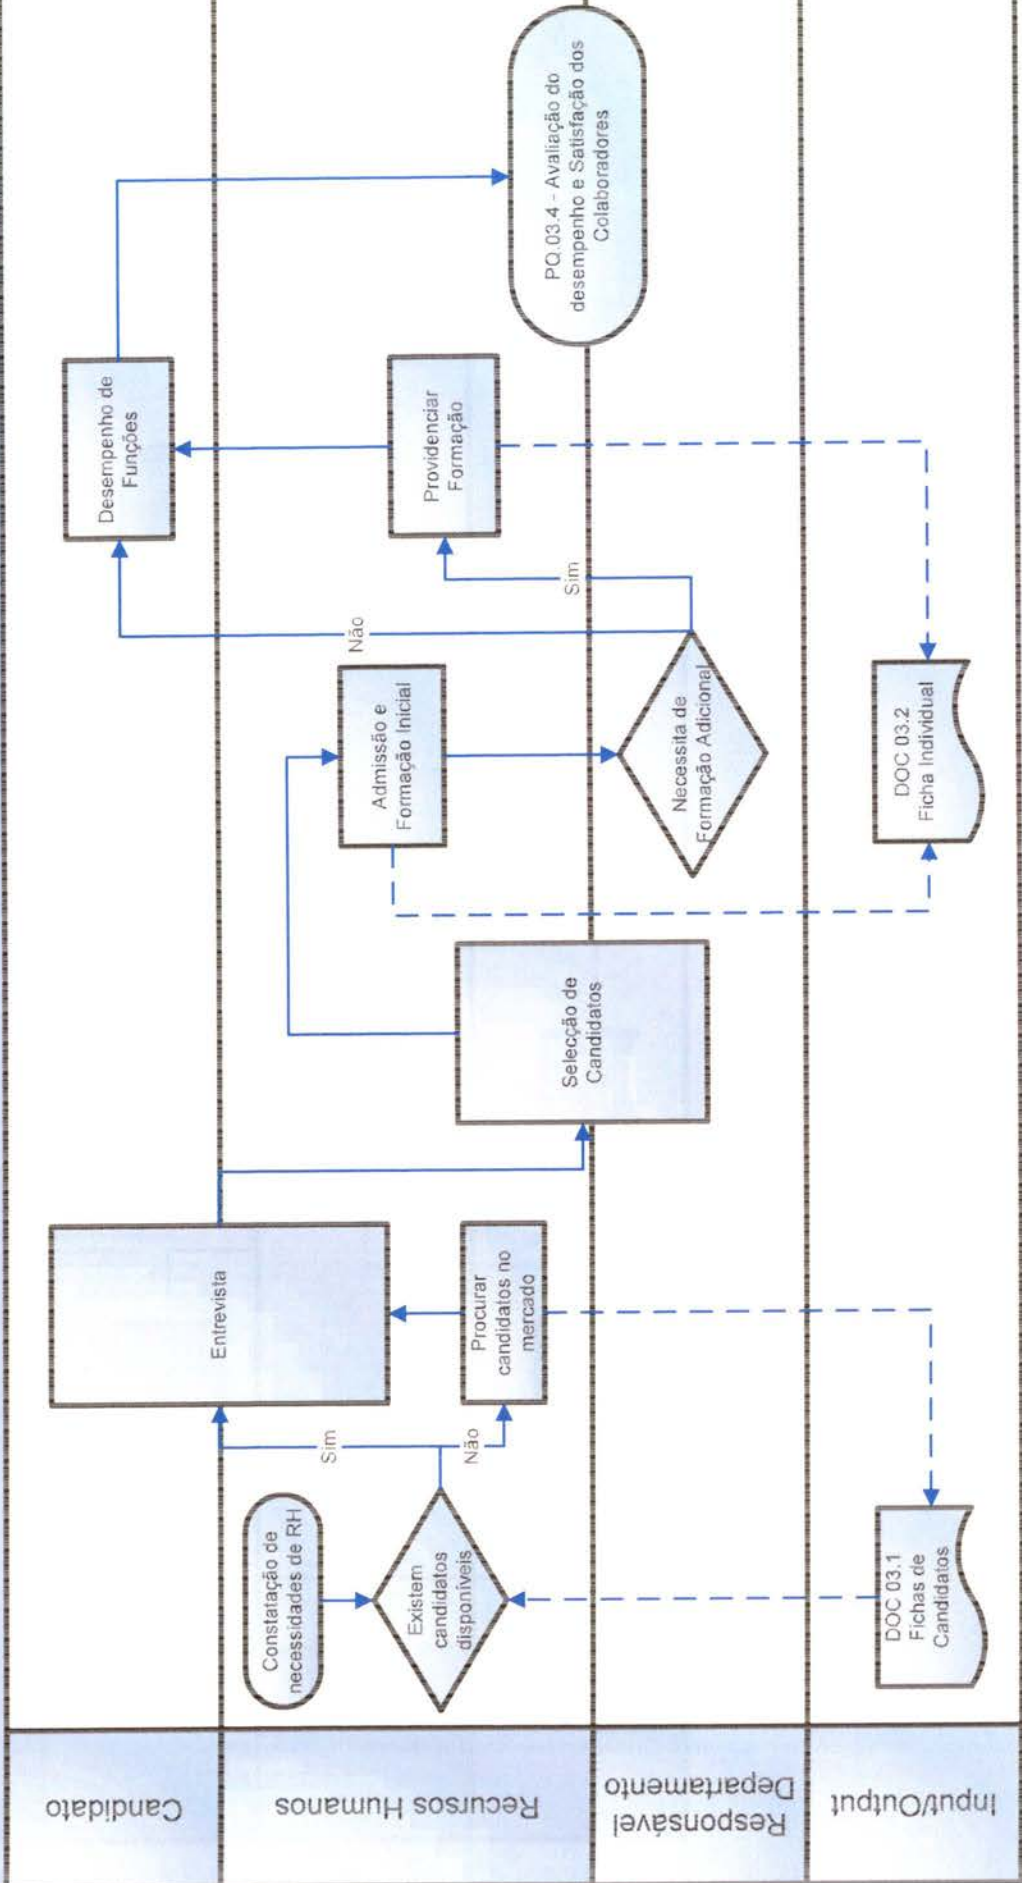 Candidato
Recursos Humanos
Responsável
Departamento
Input/Output
Constatação de
necessidades de RH
Existem
candidatos
disponíveis
Sim
Não
Entrevista
Procurar
candidatos no
mercado
DOC 03.1
Fichas de
Candidatos
Selecção de
Candidatos
Admissão e
Formação Inicial
Necessita de
Formação Adicional
Não
Sim
Providenciar
Formação
Desempenho de
Funções
DOC 03.2
Ficha Individual
PQ.03.4 - Avaliação do
desempenho e Satisfação dos
Colaboradores